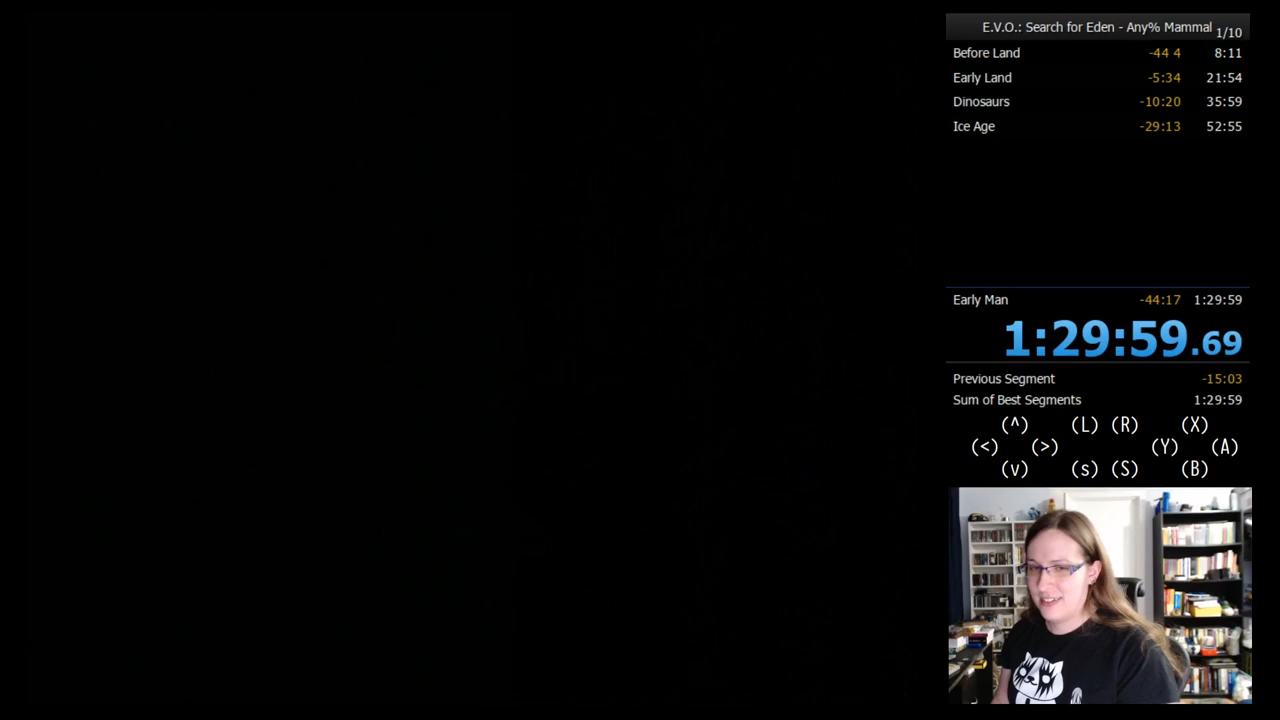 E.V.O.: Search for Eden - Any% Mammal 1/10
Before Land -44 4 8:11
Early Land -5:34 21:54
Dinosaurs -10:20 35:59
Ice Age -29:13 52:55
Early Man -44:17 1:29:59
1:29:59.69
Previous Segment -15:03
Sum of Best Segments 1:29:59
(^) (L) (R) (X)
(<) (>) (Y) (A)
(v) (s) (S) (B)